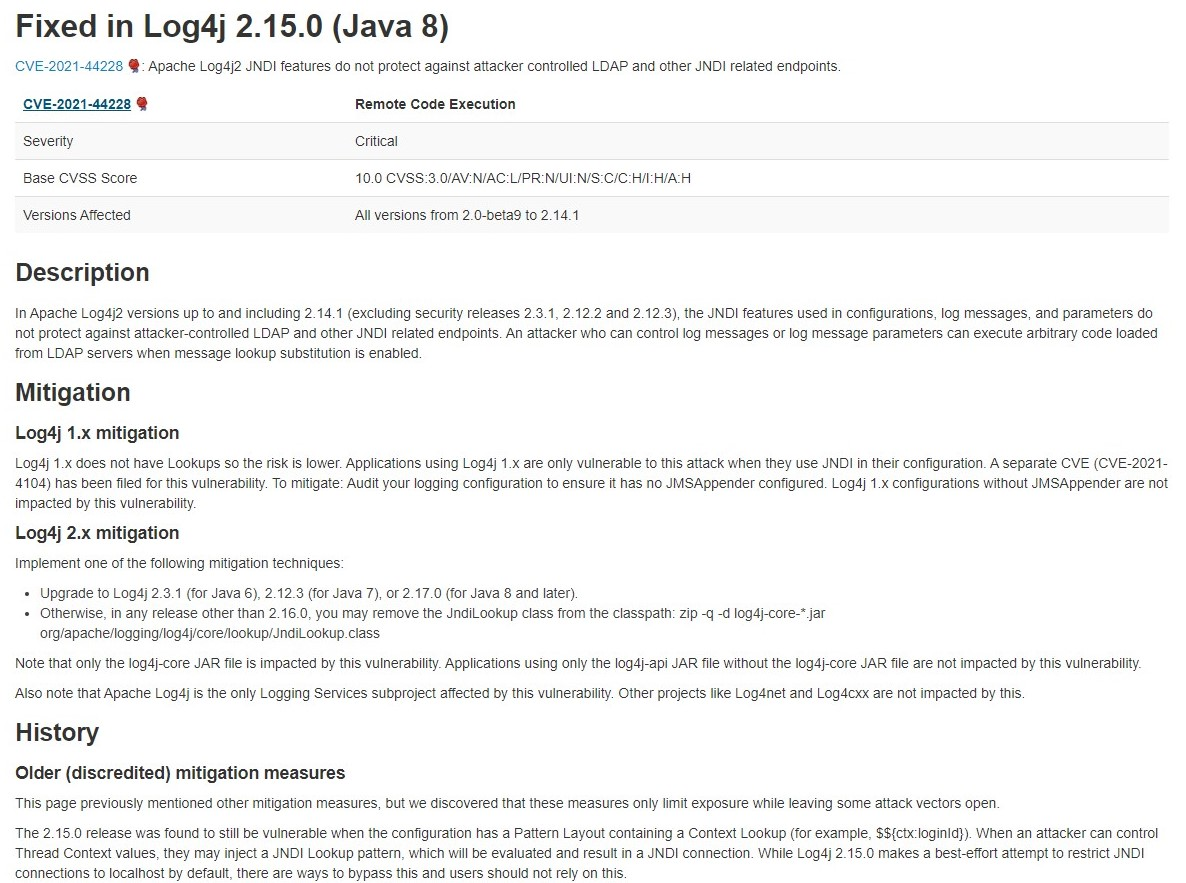 Fixed in Log4j 2.15.0 (Java 8)
CVE-2021-44228 : Apache Log4j2 JNDI features do not protect against attacker controlled LDAP and other JNDI related endpoints.
CVE-2021-44228 Remote Code Execution
Severity Critical
Base CVSS Score 10.0 CVSS:3.0/AV:N/AC:L/PR:N/UI:N/S:C/C:H/I:H/A:H
Versions Affected All versions from 2.0-beta9 to 2.14.1
Description
In Apache Log4j2 versions up to and including 2.14.1 (excluding security releases 2.3.1, 2.12.2 and 2.12.3), the JNDI features used in configurations, log messages, and parameters do
not protect against attacker-controlled LDAP and other JNDI related endpoints. An attacker who can control log messages or log message parameters can execute arbitrary code loaded
from LDAP servers when message lookup substitution is enabled.
Mitigation
Log4j 1.x mitigation
Log4j 1.x does not have Lookups so the risk is lower. Applications using Log4j 1.x are only vulnerable to this attack when they use JNDI in their configuration. A separate CVE (CVE-2021-
4104) has been filed for this vulnerability. To mitigate: Audit your logging configuration to ensure it has no JMSAppender configured. Log4j 1.x configurations without JMSAppender are not
impacted by this vulnerability.
Log4j 2.x mitigation
Implement one of the following mitigation techniques:
• Upgrade to Log4j 2.3.1 (for Java 6), 2.12.3 (for Java 7), or 2.17.0 (for Java 8 and later).
• Otherwise, in any release other than 2.16.0, you may remove the JndiLookup class from the classpath: zip -q -d log4j-core-*.jar
org/apache/logging/log4j/core/lookup/JndiLookup.class
Note that only the log4j-core JAR file is impacted by this vulnerability. Applications using only the log4j-api JAR file without the log4j-core JAR file are not impacted by this vulnerability.
Also note that Apache Log4j is the only Logging Services subproject affected by this vulnerability. Other projects like Log4net and Log4cxx are not impacted by this.
History
Older (discredited) mitigation measures
This page previously mentioned other mitigation measures, but we discovered that these measures only limit exposure while leaving some attack vectors open.
The 2.15.0 release was found to still be vulnerable when the configuration has a Pattern Layout containing a Context Lookup (for example, $${ctx:loginId}). When an attacker can control
Thread Context values, they may inject a JNDI Lookup pattern, which will be evaluated and result in a JNDI connection. While Log4j 2.15.0 makes a best-effort attempt to restrict JNDI
connections to localhost by default, there are ways to bypass this and users should not rely on this.